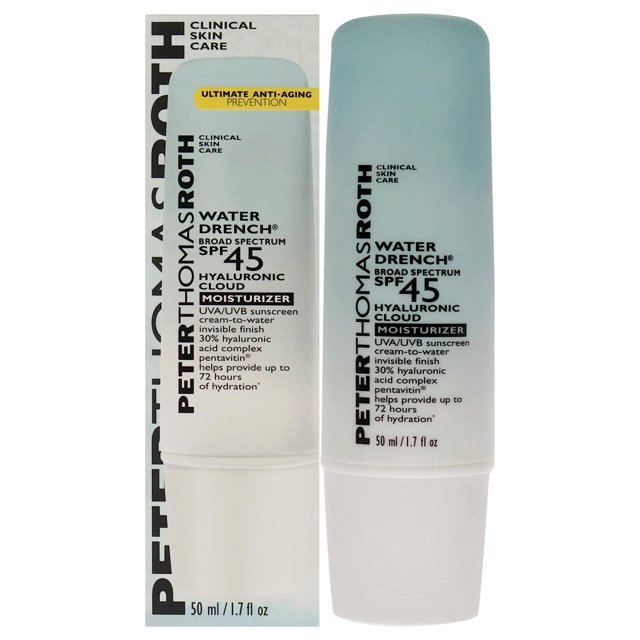 PETERTHOMASROTH
CLINICAL
SKIN
CARE
ULTIMATE ANTI-AGING
PREVENTION
PETERTHOMASROTH
CLINICAL
SKIN
CARE
WATER
DRENCH®
BROAD SPECTRUM
SPF 45
HYALURONIC
CLOUD
MOISTURIZER
UVA/UVB sunscreen
cream-to-water
invisible finish
30% hyaluronic
acid complex
pentavitin®
helps provide up to
72 hours
of hydration*
50 ml / 1.7 fl oz
PETERTHOMASROTH
CLINICAL
SKIN
CARE
WATER
DRENCH®
BROAD SPECTRUM
SPF 45
HYALURONIC
CLOUD
MOISTURIZER
UVA/UVB sunscreen
cream-to-water
invisible finish
30% hyaluronic
acid complex
pentavitin®
helps provide up to
72 hours
of hydration*
50 ml / 1.7 fl oz